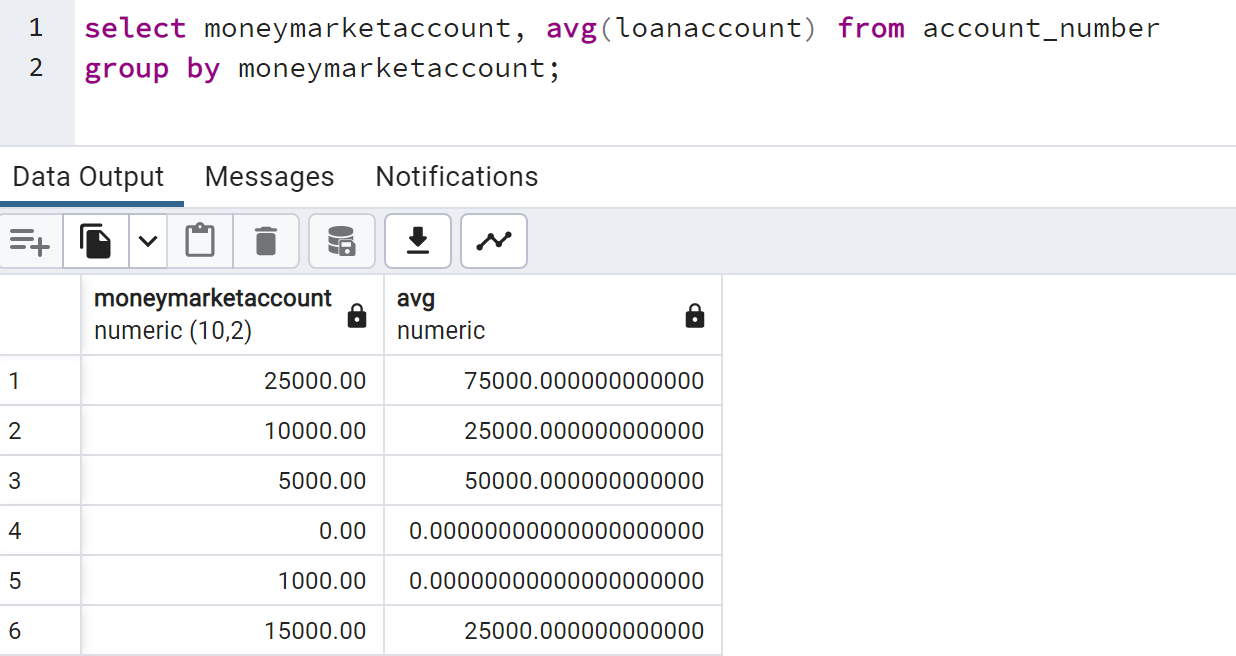 1 select moneymarketaccount, avg(loanaccount) from account_number
2 group by moneymarketaccount;
Data Output Messages Notifications
moneymarketaccount avg
numeric (10,2) numeric
1 25000.00 75000.000000000000
2 10000.00 25000.000000000000
3 5000.00 50000.000000000000
4 0.00 0.00000000000000000000
5 1000.00 0.00000000000000000000
6 15000.00 25000.000000000000